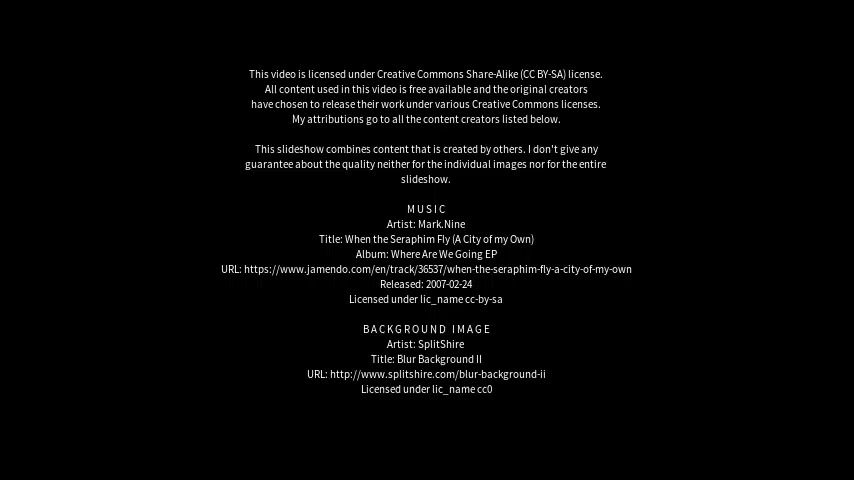 This video is licensed under Creative Commons Share-Alike (CC BY-SA) license.
All content used in this video is free available and the original creators
have chosen to release their work under various Creative Commons licenses.
My attributions go to all the content creators listed below.
This slideshow combines content that is created by others. I don't give any
guarantee about the quality neither for the individual images nor for the entire
slideshow.
MUSIC
Artist: Mark.Nine
Title: When the Seraphim Fly (A City of my Own)
Album: Where Are We Going EP
URL: https://www.jamendo.com/en/track/36537/when-the-seraphim-fly-a-city-of-my-own
Released: 2007-02-24
Licensed under lic_name cc-by-sa
BACKGROUND IMAGE
Artist: SplitShire
Title: Blur Background II
URL: http://www.splitshire.com/blur-background-ii
Licensed under lic_name cc0